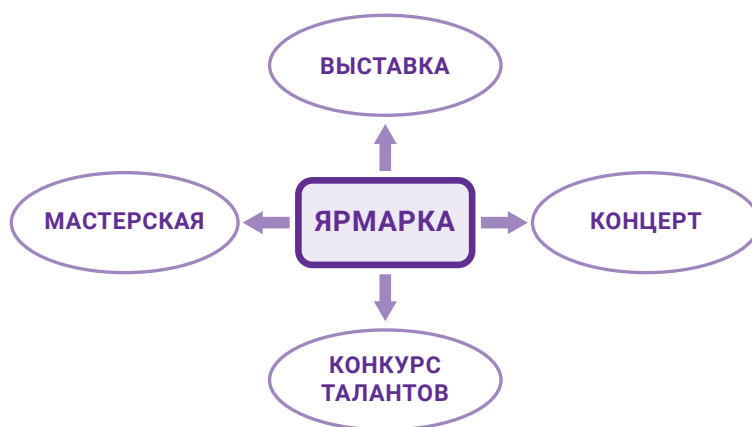 ВЫСТАВКА
МАСТЕРСКАЯ
ЯРМАРКА
КОНЦЕРТ
КОНКУРС
ТАЛАНТОВ